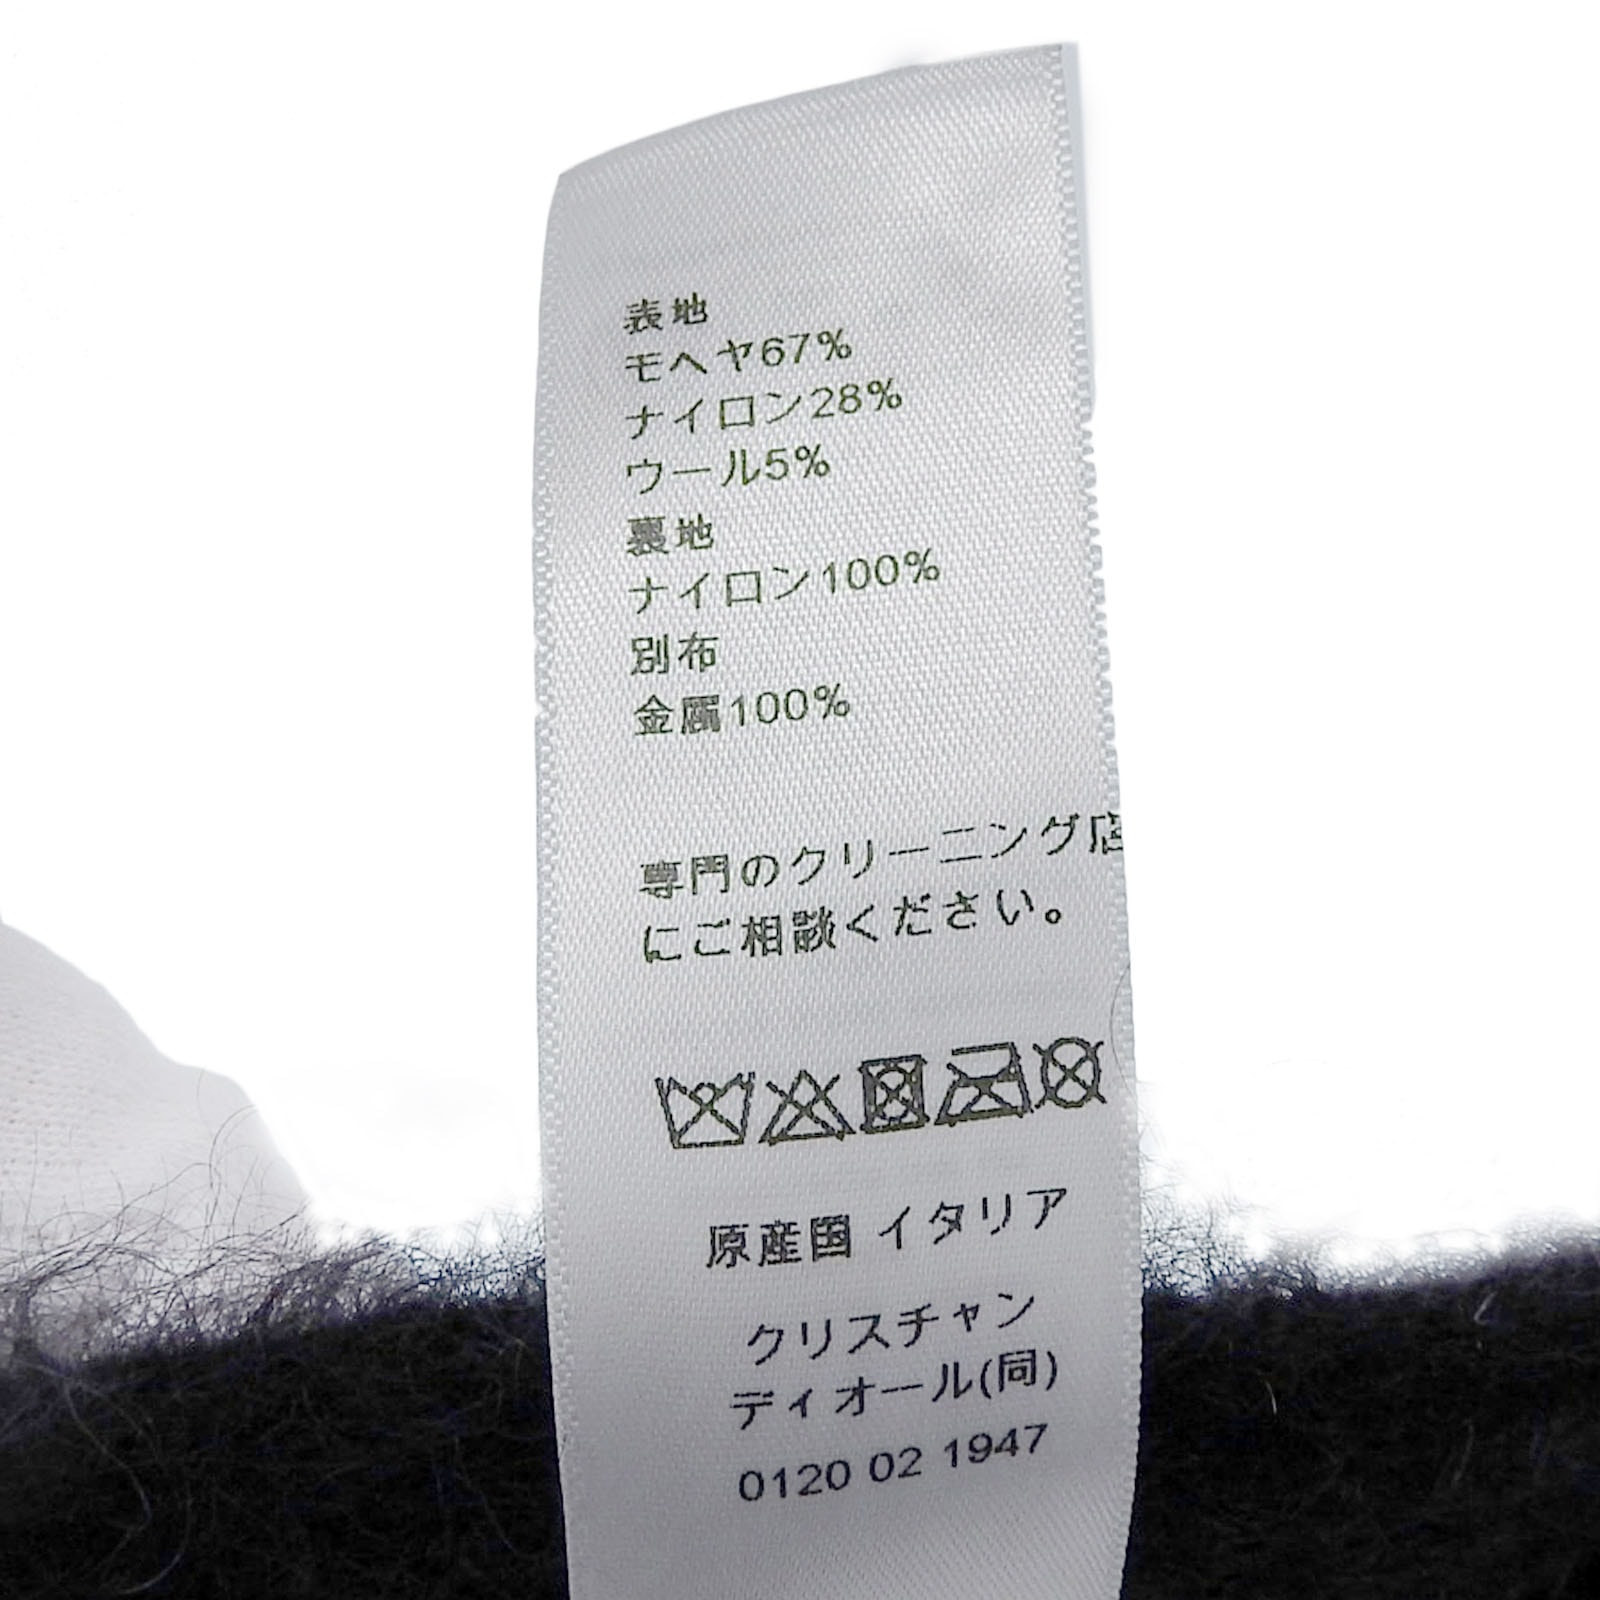 表地
モヘヤ67%
ナイロン28%
ウール5%
裏地
ナイロン100%
別布
金属100%
専門のクリーニング店
にご相談ください。
原産国 イタリア
クリスチャン
ディオール(同)
0120 02 1947